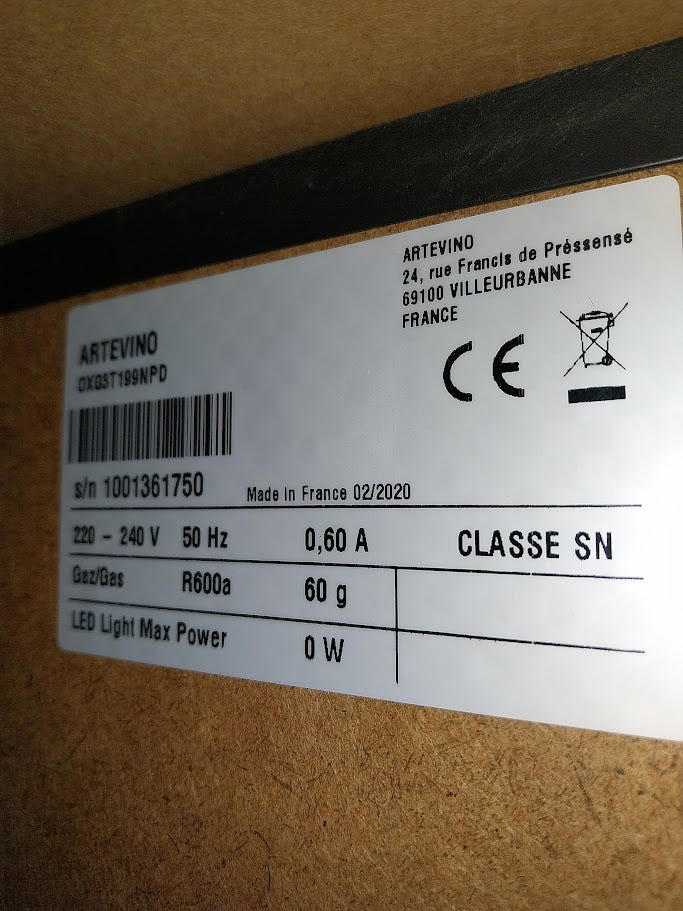 ARTEVINO
24, rue Francis de Préssensé
69100 VILLEURBANNE
FRANCE
CE
ARTEVINO
OXG3T199NPD
s/n 1001361750
Made in France 02/2020
220 - 240 V 50 Hz 0,60 A CLASSE SN
Gaz/Gas R600a 60 g
LED Light Max Power 0 W